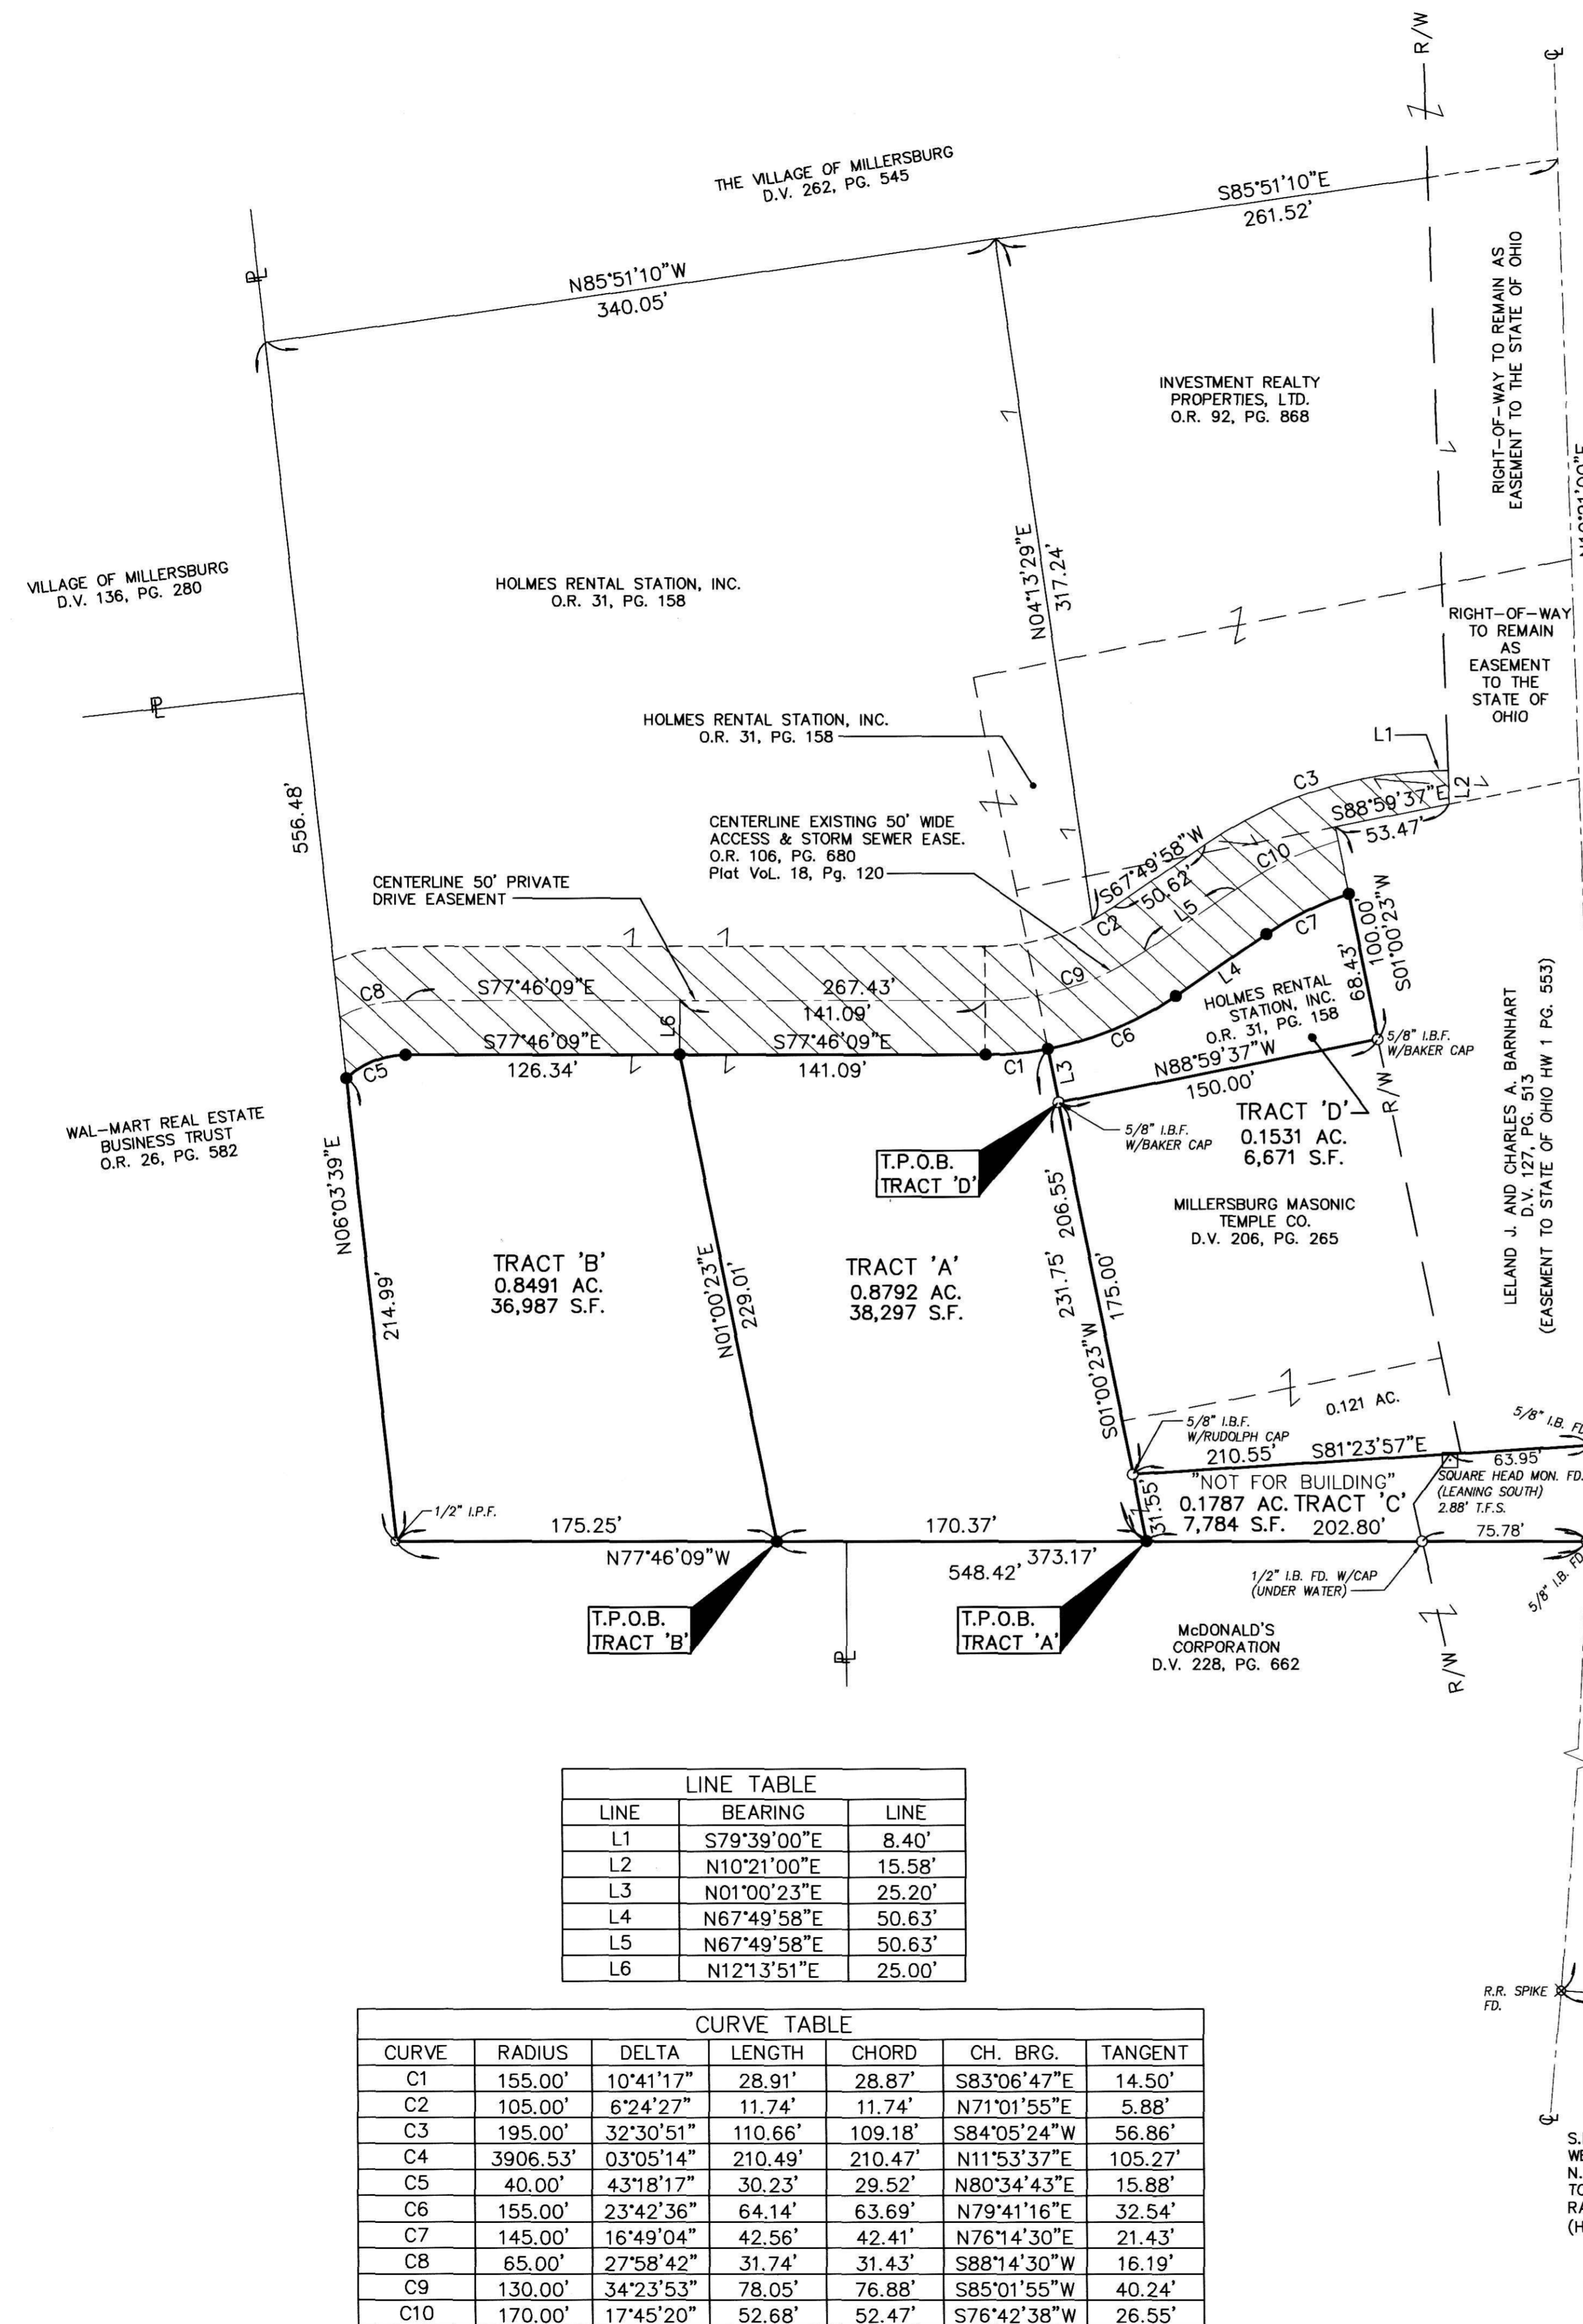 R/W
THE VILLAGE OF MILLERSBURG
D.V. 262, PG. 545
S85°51'10"E
261.52'
N85°51'10"W
340.05'
RIGHT-OF-WAY TO REMAIN AS
EASEMENT TO THE STATE OF OHIO
INVESTMENT REALTY
PROPERTIES, LTD.
O.R. 92, PG. 868
N04°13'29"E
317.24'
VILLAGE OF MILLERSBURG
D.V. 136, PG. 280
HOLMES RENTAL STATION, INC.
O.R. 31, PG. 158
RIGHT-OF-WAY
TO REMAIN
AS
EASEMENT
TO THE
STATE OF
OHIO
HOLMES RENTAL STATION, INC.
O.R. 31, PG. 158
L1
L2
C3
S88°59'37"E
53.47'
556.48'
CENTERLINE EXISTING 50' WIDE
ACCESS & STORM SEWER EASE.
O.R. 106, PG. 680
Plat VoL. 18, Pg. 120
S67°49'58"W
50.62'
C10
C2
L5
CENTERLINE 50' PRIVATE
DRIVE EASEMENT
C7
100.00'
S01°00'23"W
68.43'
C8
S77°46'09"E
267.43'
C9
L4
141.09'
L6
HOLMES RENTAL
STATION, INC.
O.R. 31, PG. 158
S77°46'09"E
126.34'
S77°46'09"E
141.09'
C5
C1
C6
L3
5/8" I.B.F.
W/BAKER CAP
N88°59'37"W
150.00'
R/W
WAL-MART REAL ESTATE
BUSINESS TRUST
O.R. 26, PG. 582
5/8" I.B.F.
W/BAKER CAP
TRACT 'D'
0.1531 AC.
6,671 S.F.
T.P.O.B.
TRACT 'D'
LELAND J. AND CHARLES A. BARNHART
D.V. 127, PG. 513
(EASEMENT TO STATE OF OHIO HW 1 PG. 553)
N06°03'39"E
214.99'
206.55'
231.75'
175.00'
S01°00'23"W
MILLERSBURG MASONIC
TEMPLE CO.
D.V. 206, PG. 265
TRACT 'B'
0.8491 AC.
36,987 S.F.
N01°00'23"E
229.01'
TRACT 'A'
0.8792 AC.
38,297 S.F.
0.121 AC.
5/8" I.B.F.
W/RUDOLPH CAP
5/8" I.B.
210.55'
S81°23'57"E
63.95'
"NOT FOR BUILDING"
0.1787 AC. TRACT 'C'
7,784 S.F.
202.80'
31.55'
SQUARE HEAD MON. FD.
(LEANING SOUTH)
2.88' T.F.S.
75.78'
1/2" I.P.F.
175.25'
170.37'
N77°46'09"W
548.42'
373.17'
1/2" I.B. FD. W/CAP
(UNDER WATER)
5/8" I.B. FD
T.P.O.B.
TRACT 'B'
T.P.O.B.
TRACT 'A'
McDONALD'S
CORPORATION
D.V. 228, PG. 662
R/W
LINE TABLE
LINE BEARING LINE
L1 S79°39'00"E 8.40'
L2 N10°21'00"E 15.58'
L3 N01°00'23"E 25.20'
L4 N67°49'58"E 50.63'
L5 N67°49'58"E 50.63'
L6 N12°13'51"E 25.00'
R.R. SPIKE
FD.
CURVE TABLE
CURVE RADIUS DELTA LENGTH CHORD CH. BRG. TANGENT
C1 155.00' 10°41'17" 28.91' 28.87' S83°06'47"E 14.50'
C2 105.00' 6°24'27" 11.74' 11.74' N71°01'55"E 5.88'
C3 195.00' 32°30'51" 110.66' 109.18' S84°05'24"W 56.86'
C4 3906.53' 03°05'14" 210.49' 210.47' N11°53'37"E 105.27'
C5 40.00' 43°18'17" 30.23' 29.52' N80°34'43"E 15.88'
C6 155.00' 23°42'36" 64.14' 63.69' N79°41'16"E 32.54'
C7 145.00' 16°49'04" 42.56' 42.41' N76°14'30"E 21.43'
C8 65.00' 27°58'42" 31.74' 31.43' S88°14'30"W 16.19'
C9 130.00' 34°23'53" 78.05' 76.88' S85°01'55"W 40.24'
C10 170.00' 17°45'20" 52.68' 52.47' S76°42'38"W 26.55'